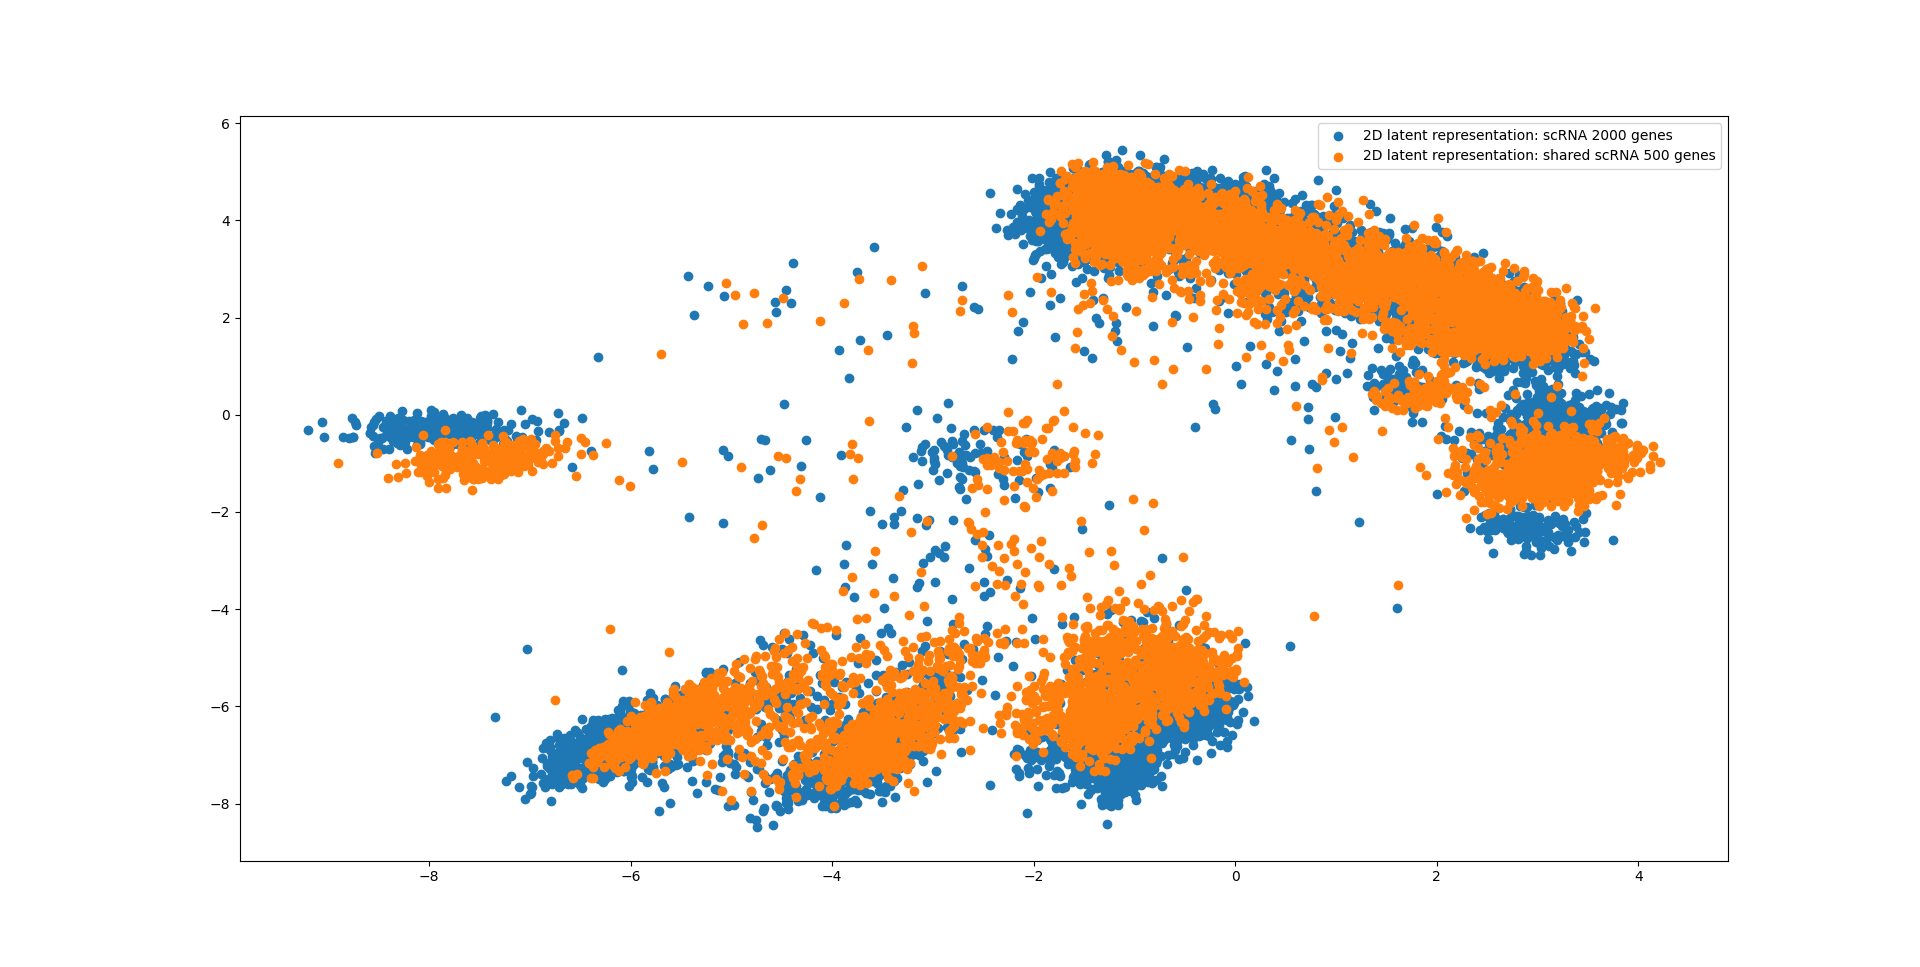 2D latent representation: scRNA 2000 genes
2D latent representation: shared scRNA 500 genes
6
4
2
0
−2
−4
−6
−8
−8 −6 −4 −2 0 2 4